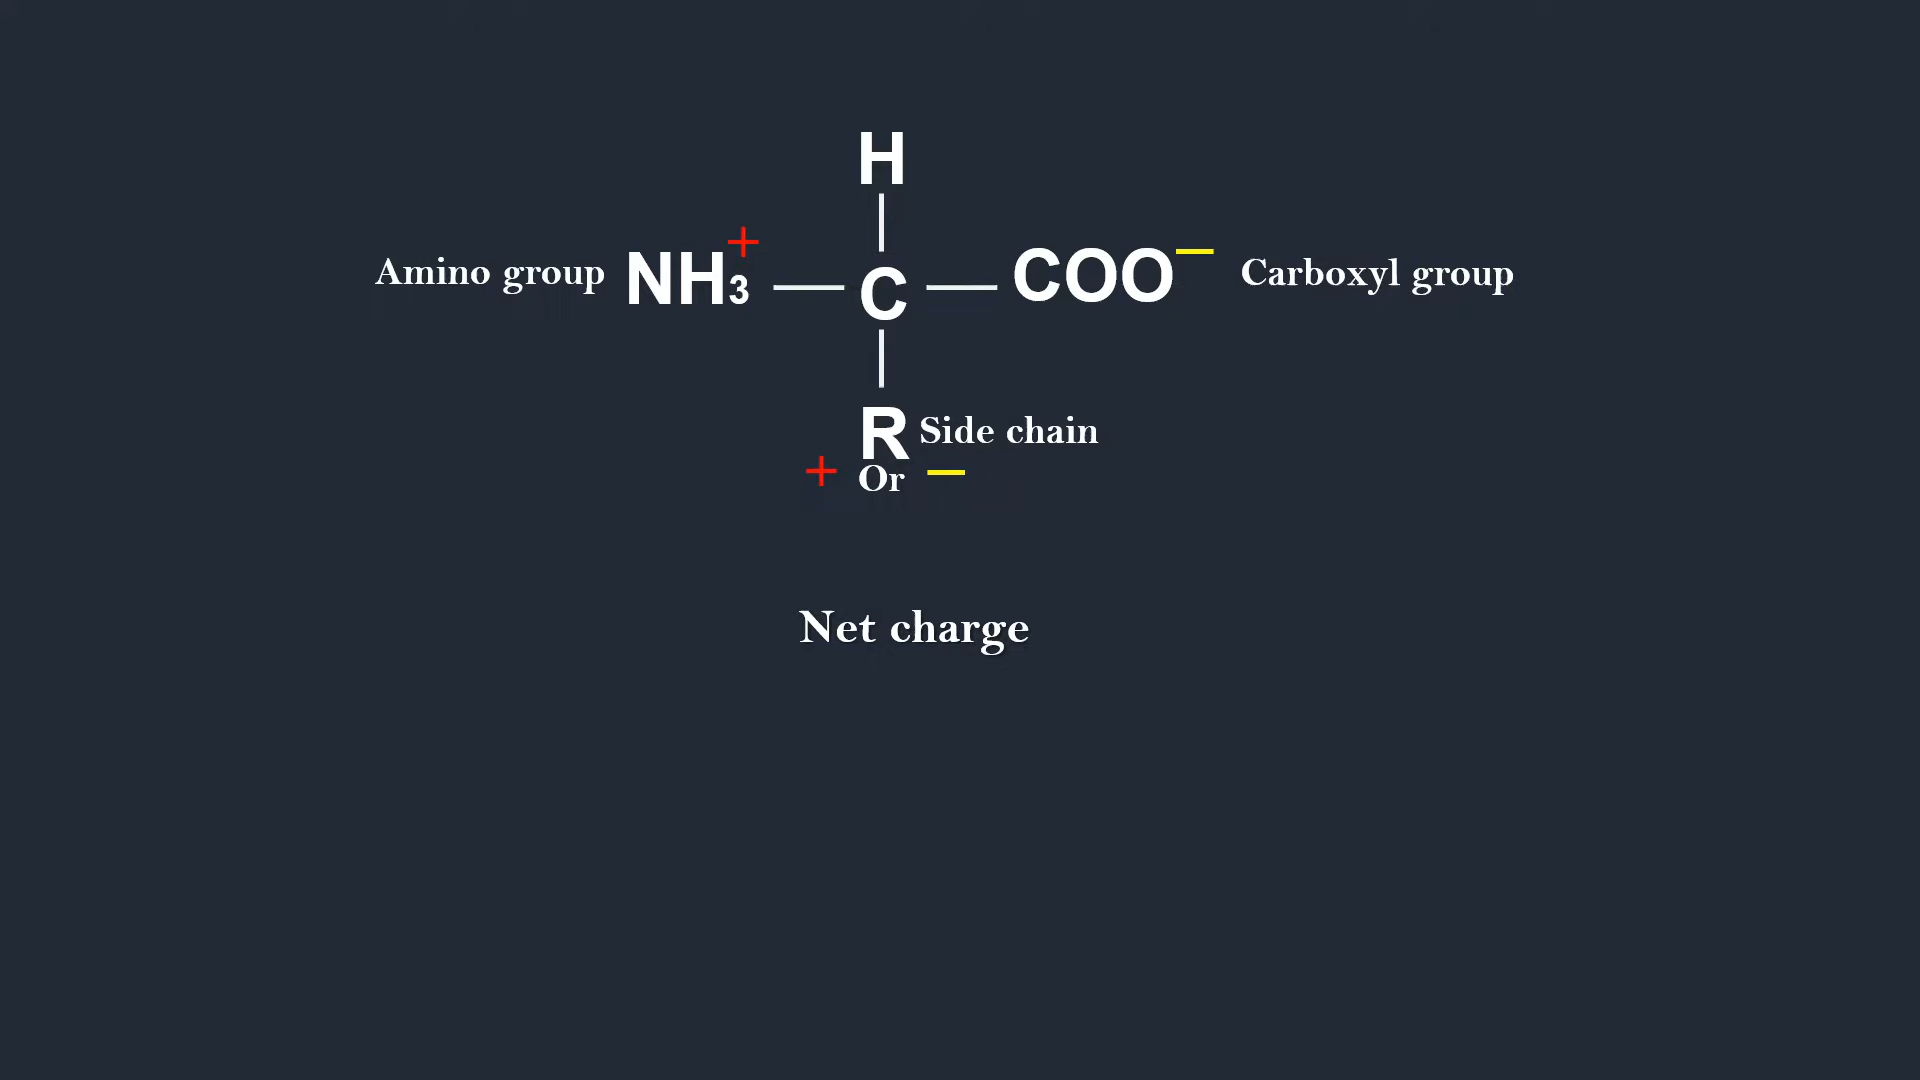 H
Amino group NH3+ C COO− Carboxyl group
R Side chain
+ Or −
Net charge